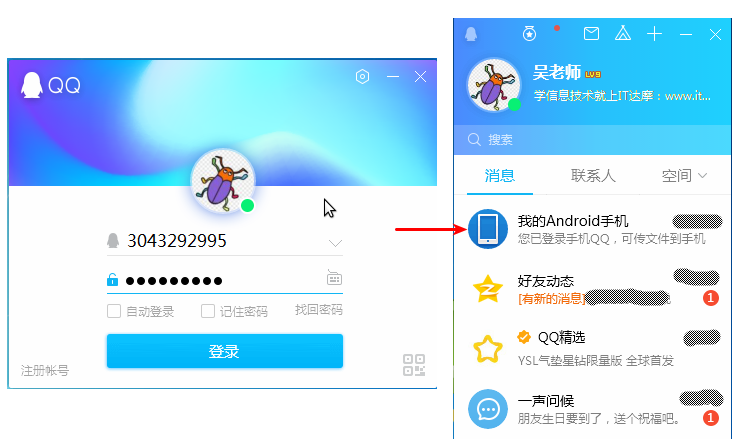 QQ
3043292995
自动登录
记住密码
找回密码
登录
注册帐号
吴老师 LV9
学信息技术就上IT达摩：www.it...
搜索
消息
联系人
空间
我的Android手机
您已登录手机QQ，可传文件到手机
好友动态
[有新的消息]
1
QQ精选
YSL气垫星钻限量版 全球首发
一声问候
朋友生日要到了，送个祝福吧。
1